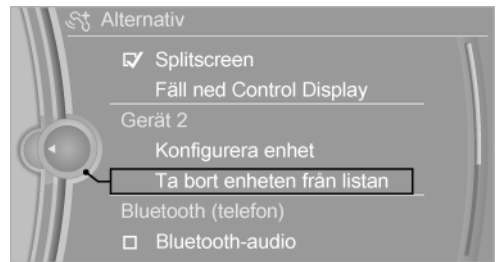 Alternativ
Splitscreen
Fäll ned Control Display
Gerät 2
Konfigurera enhet
Ta bort enheten från listan
Bluetooth (telefon)
Bluetooth-audio